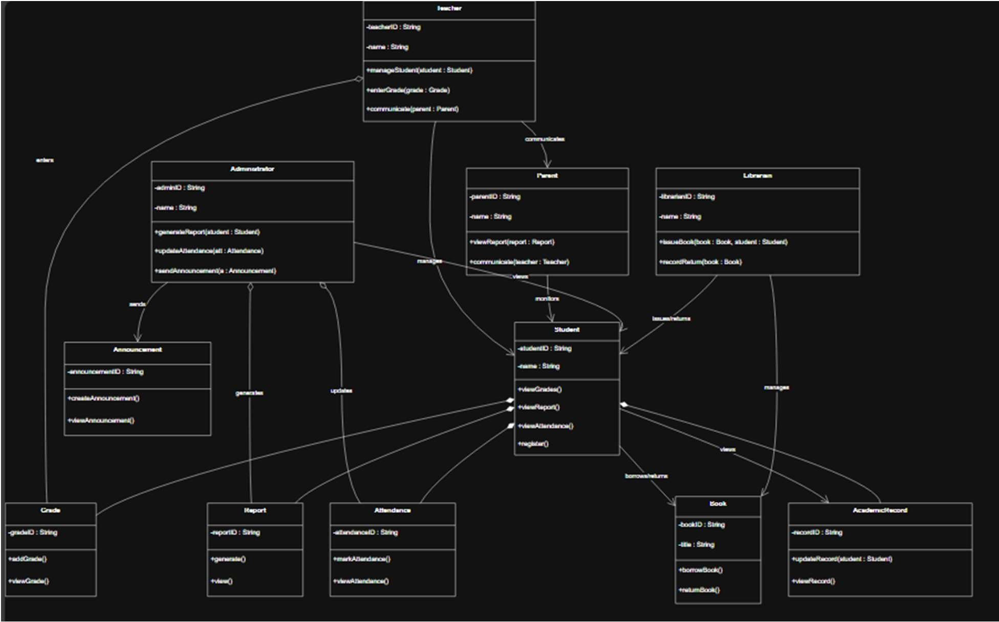 Teacher
-teacherID : String
-name : String
+manageStudent(student : Student)
+enterGrade(grade : Grade)
+communicate(parent : Parent)
communicates
enters
Administrator
-adminID : String
-name : String
+generateReport(student : Student)
+updateAttendance(att : Attendance)
+sendAnnouncement(a : Announcement)
Parent
-parentID : String
-name : String
+viewReport(report : Report)
+communicate(teacher : Teacher)
Librarian
-librarianID : String
-name : String
+issueBook(book : Book, student : Student)
+recordReturn(book : Book)
manages
views
monitors
sends
issues/returns
Announcement
-announcementID : String
+createAnnouncement()
+viewAnnouncement()
generates
updates
Student
-studentID : String
-name : String
+viewGrades()
+viewReport()
+viewAttendance()
+register()
manages
views
borrows/returns
Grade
-gradeID : String
+addGrade()
+viewGrade()
Report
-reportID : String
+generate()
+view()
Attendance
-attendanceID : String
+markAttendance()
+viewAttendance()
Book
-bookID : String
-title : String
+borrowBook()
+returnBook()
AcademicRecord
-recordID : String
+updateRecord(student : Student)
+viewRecord()